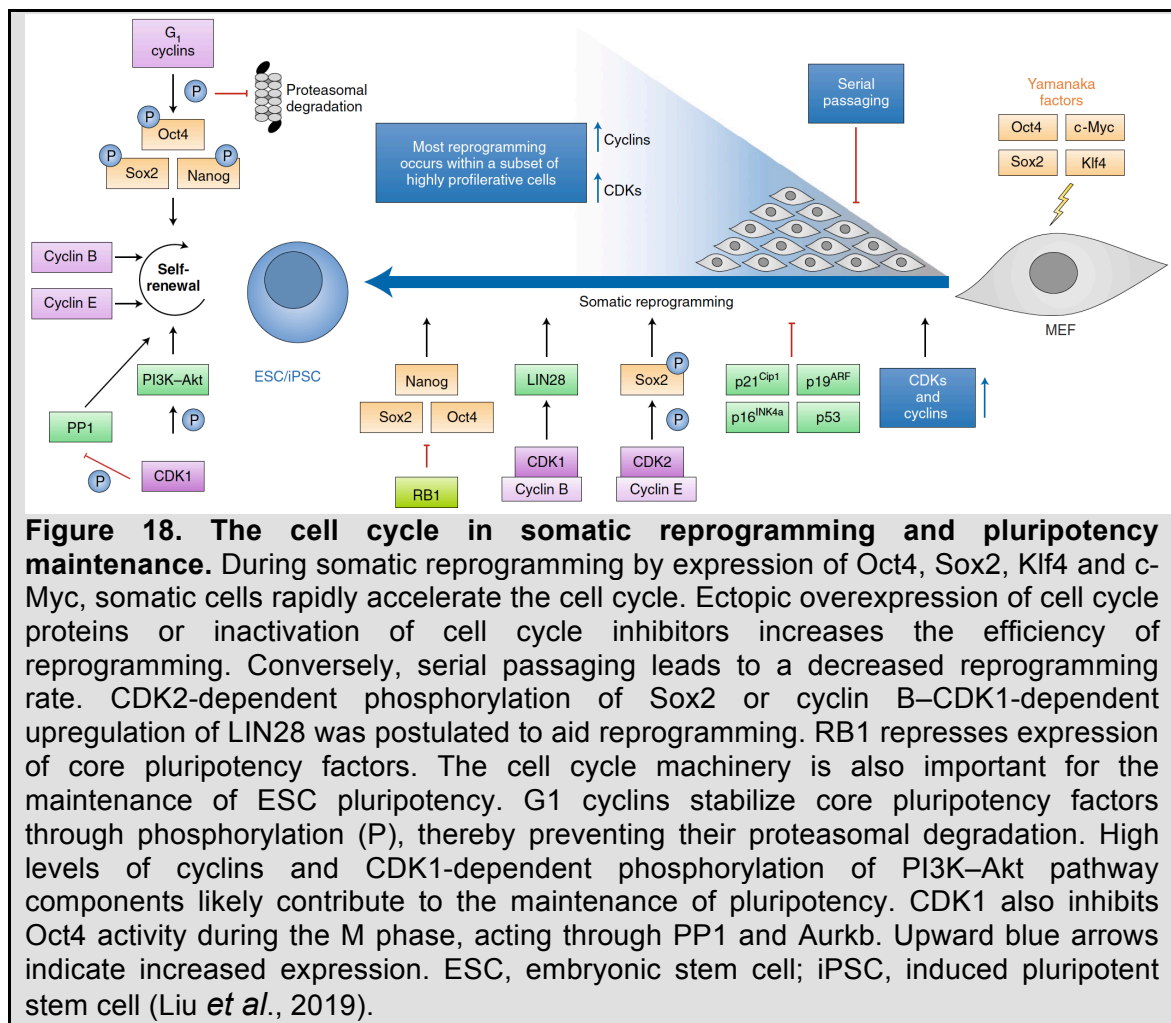 G1
cyclins
P
Proteasomal
degradation
P
Oct4
P
P
Sox2
Nanog
Cyclin B
Self-
renewal
Cyclin E
PI3K–Akt
P
PP1
P
CDK1
ESC/iPSC
Most reprogramming
occurs within a subset of
highly profilerative cells
Cyclins
CDKs
Serial
passaging
Yamanaka
factors
Oct4
c-Myc
Sox2
Klf4
MEF
Somatic reprogramming
Nanog
Sox2
Oct4
RB1
LIN28
CDK1
Cyclin B
Sox2
P
P
CDK2
Cyclin E
p21Cip1
p19ARF
p16INK4a
p53
CDKs
and
cyclins
Figure 18. The cell cycle in somatic reprogramming and pluripotency
maintenance. During somatic reprogramming by expression of Oct4, Sox2, Klf4 and c-
Myc, somatic cells rapidly accelerate the cell cycle. Ectopic overexpression of cell cycle
proteins or inactivation of cell cycle inhibitors increases the efficiency of
reprogramming. Conversely, serial passaging leads to a decreased reprogramming
rate. CDK2-dependent phosphorylation of Sox2 or cyclin B–CDK1-dependent
upregulation of LIN28 was postulated to aid reprogramming. RB1 represses expression
of core pluripotency factors. The cell cycle machinery is also important for the
maintenance of ESC pluripotency. G1 cyclins stabilize core pluripotency factors
through phosphorylation (P), thereby preventing their proteasomal degradation. High
levels of cyclins and CDK1-dependent phosphorylation of PI3K–Akt pathway
components likely contribute to the maintenance of pluripotency. CDK1 also inhibits
Oct4 activity during the M phase, acting through PP1 and Aurkb. Upward blue arrows
indicate increased expression. ESC, embryonic stem cell; iPSC, induced pluripotent
stem cell (Liu et al., 2019).